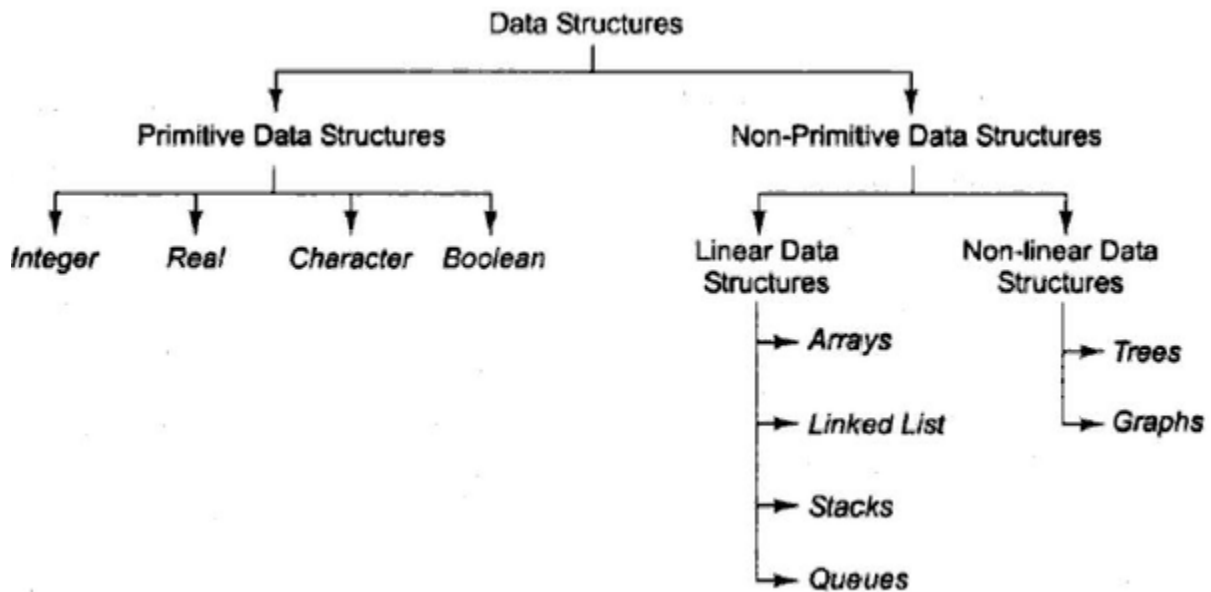 Data Structures
Primitive Data Structures
Non-Primitive Data Structures
Integer
Real
Character
Boolean
Linear Data
Structures
Non-linear Data
Structures
Arrays
Linked List
Stacks
Queues
Trees
Graphs